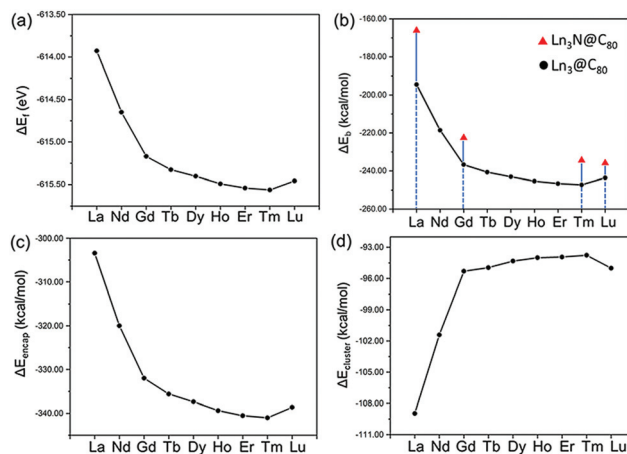 (a)
-613.50
-614.00
-614.50
-615.00
-615.50
ΔE_f (eV)
La Nd Gd Tb Dy Ho Er Tm Lu
(b)
-160.00
-180.00
-200.00
-220.00
-240.00
-260.00
ΔE_b (kcal/mol)
Ln₃N@C₈₀
Ln₃@C₈₀
La Nd Gd Tb Dy Ho Er Tm Lu
(c)
-300.00
-310.00
-320.00
-330.00
-340.00
ΔE_encap (kcal/mol)
La Nd Gd Tb Dy Ho Er Tm Lu
(d)
-93.00
-96.00
-99.00
-102.00
-105.00
-108.00
-111.00
ΔE_cluster (kcal/mol)
La Nd Gd Tb Dy Ho Er Tm Lu